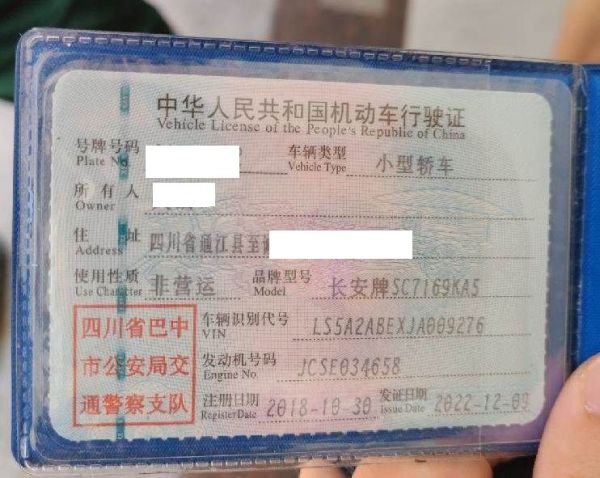 中华人民共和国机动车行驶证
Vehicle License of the People's Republic of China
号牌号码 车辆类型 小型轿车
Plate No. Vehicle Type
所有人
Owner
住址 四川省通江县至诚
Address
使用性质 非营运 品牌型号 长安牌SC7169KA5
Use Character Model
四川省巴中 车辆识别代号 LS5A2ABEXJA009276
VIN
市公安局交 发动机号码 JCSE034658
Engine No.
通警察支队 注册日期 2018-10-30 发证日期 2022-12-09
Register Date Issue Date